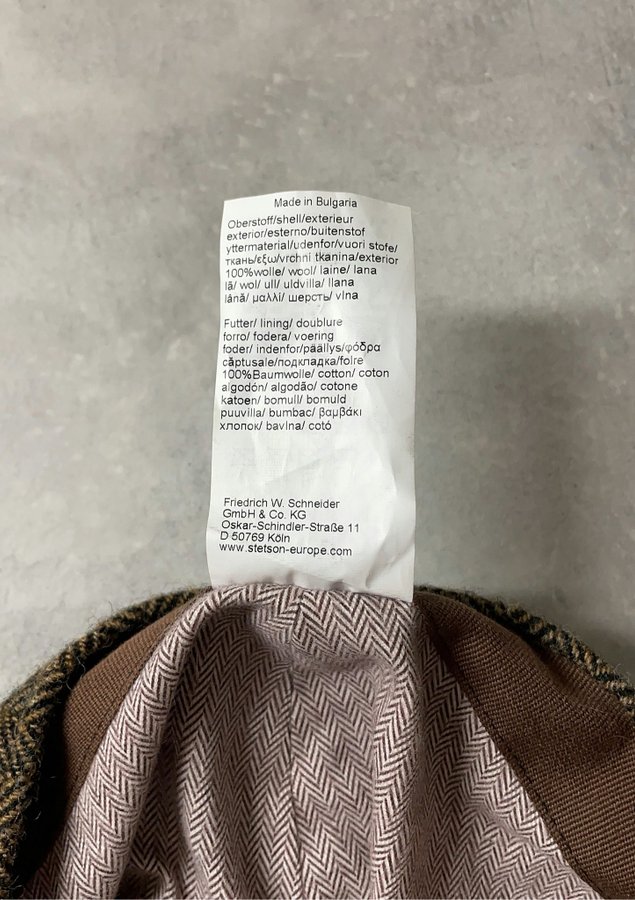 Made in Bulgaria
Oberstoff/shell/exterieur
exterior/esterno/buitenstof
yttermaterial/udenfor/vuori stofe/
ткань/εξω/vrchní tkanina/exterior
100%wolle/ wool/ laine/ lana
lã/ wol/ ull/ uldvilla/ llana
lână/ μαλλί/ шерсть/ vlna
Futter/ lining/ doublure
forro/ fodera/ voering
foder/ indenfor/päällys/φόδρα
căptusale/подкладка/folre
100%Baumwolle/ cotton/ coton
algodón/ algodão/ cotone
katoen/ bomull/ bomuld
puuvilla/ bumbac/ βαμβάκι
хлопок/ bavlna/ cotó
Friedrich W. Schneider
GmbH & Co. KG
Oskar-Schindler-Straße 11
D 50769 Köln
www.stetson-europe.com